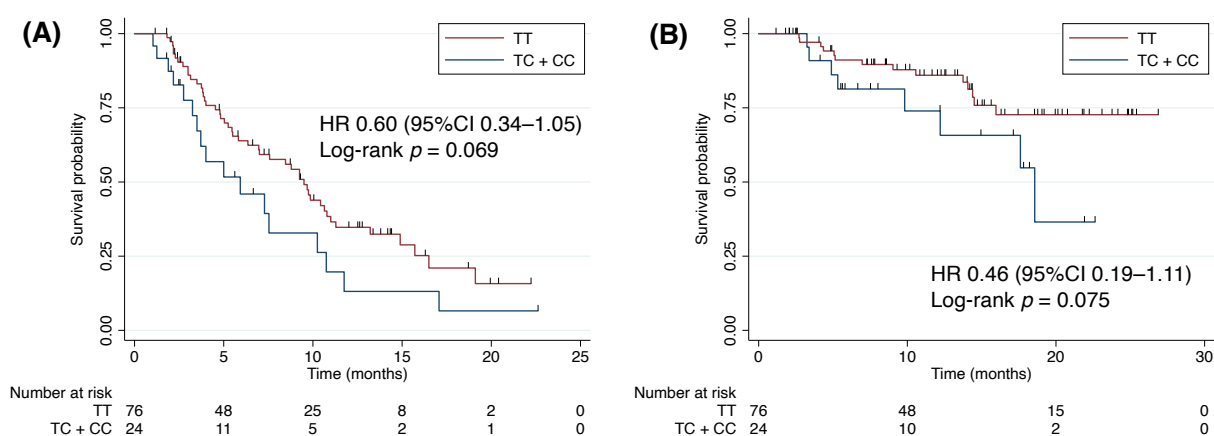 (A)
TT
TC + CC
HR 0.60 (95%CI 0.34–1.05)
Log-rank p = 0.069
Survival probability
1.00
0.75
0.50
0.25
0.00
0 5 10 15 20 25
Time (months)
Number at risk
TT 76 48 25 8 2 0
TC + CC 24 11 5 2 1 0
(B)
TT
TC + CC
HR 0.46 (95%CI 0.19–1.11)
Log-rank p = 0.075
Survival probability
1.00
0.75
0.50
0.25
0.00
0 10 20 30
Time (months)
Number at risk
TT 76 48 15 0
TC + CC 24 10 2 0